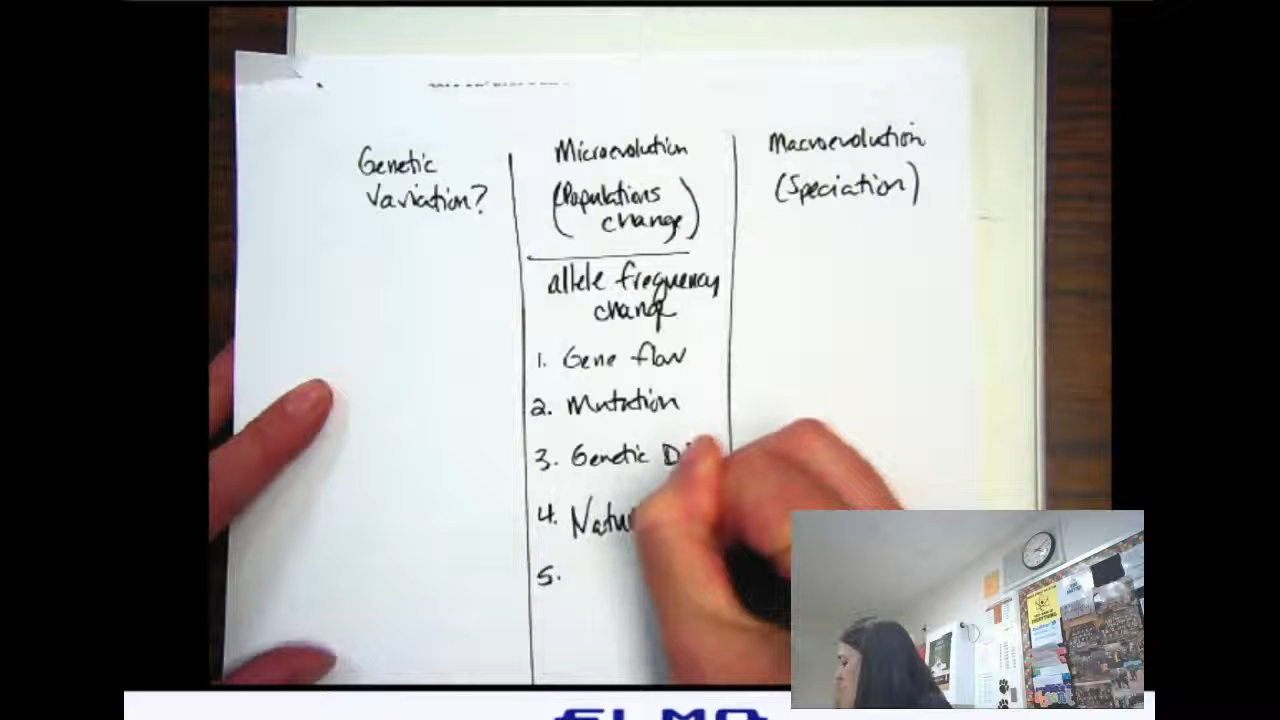 Genetic
Variation?
Microevolution
(Populations
change)
allele frequency
change
1. Gene flow
2. Mutation
3. Genetic D
4. Natu
5.
Macroevolution
(Speciation)
ELMO